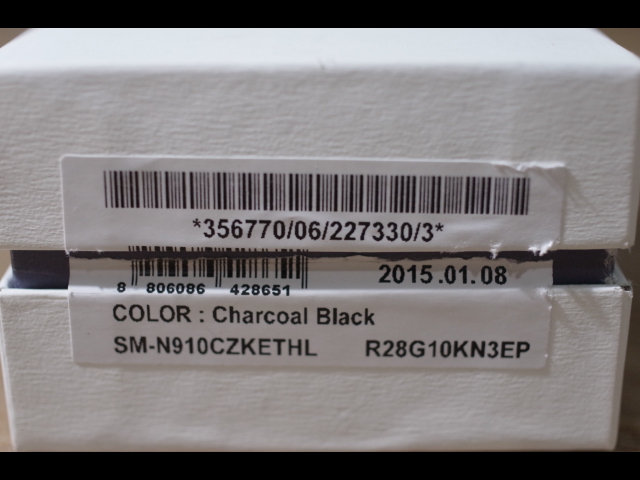 *356770/06/227330/3*
8 806086 428651
2015.01.08
COLOR : Charcoal Black
SM-N910CZKETHL
R28G10KN3EP